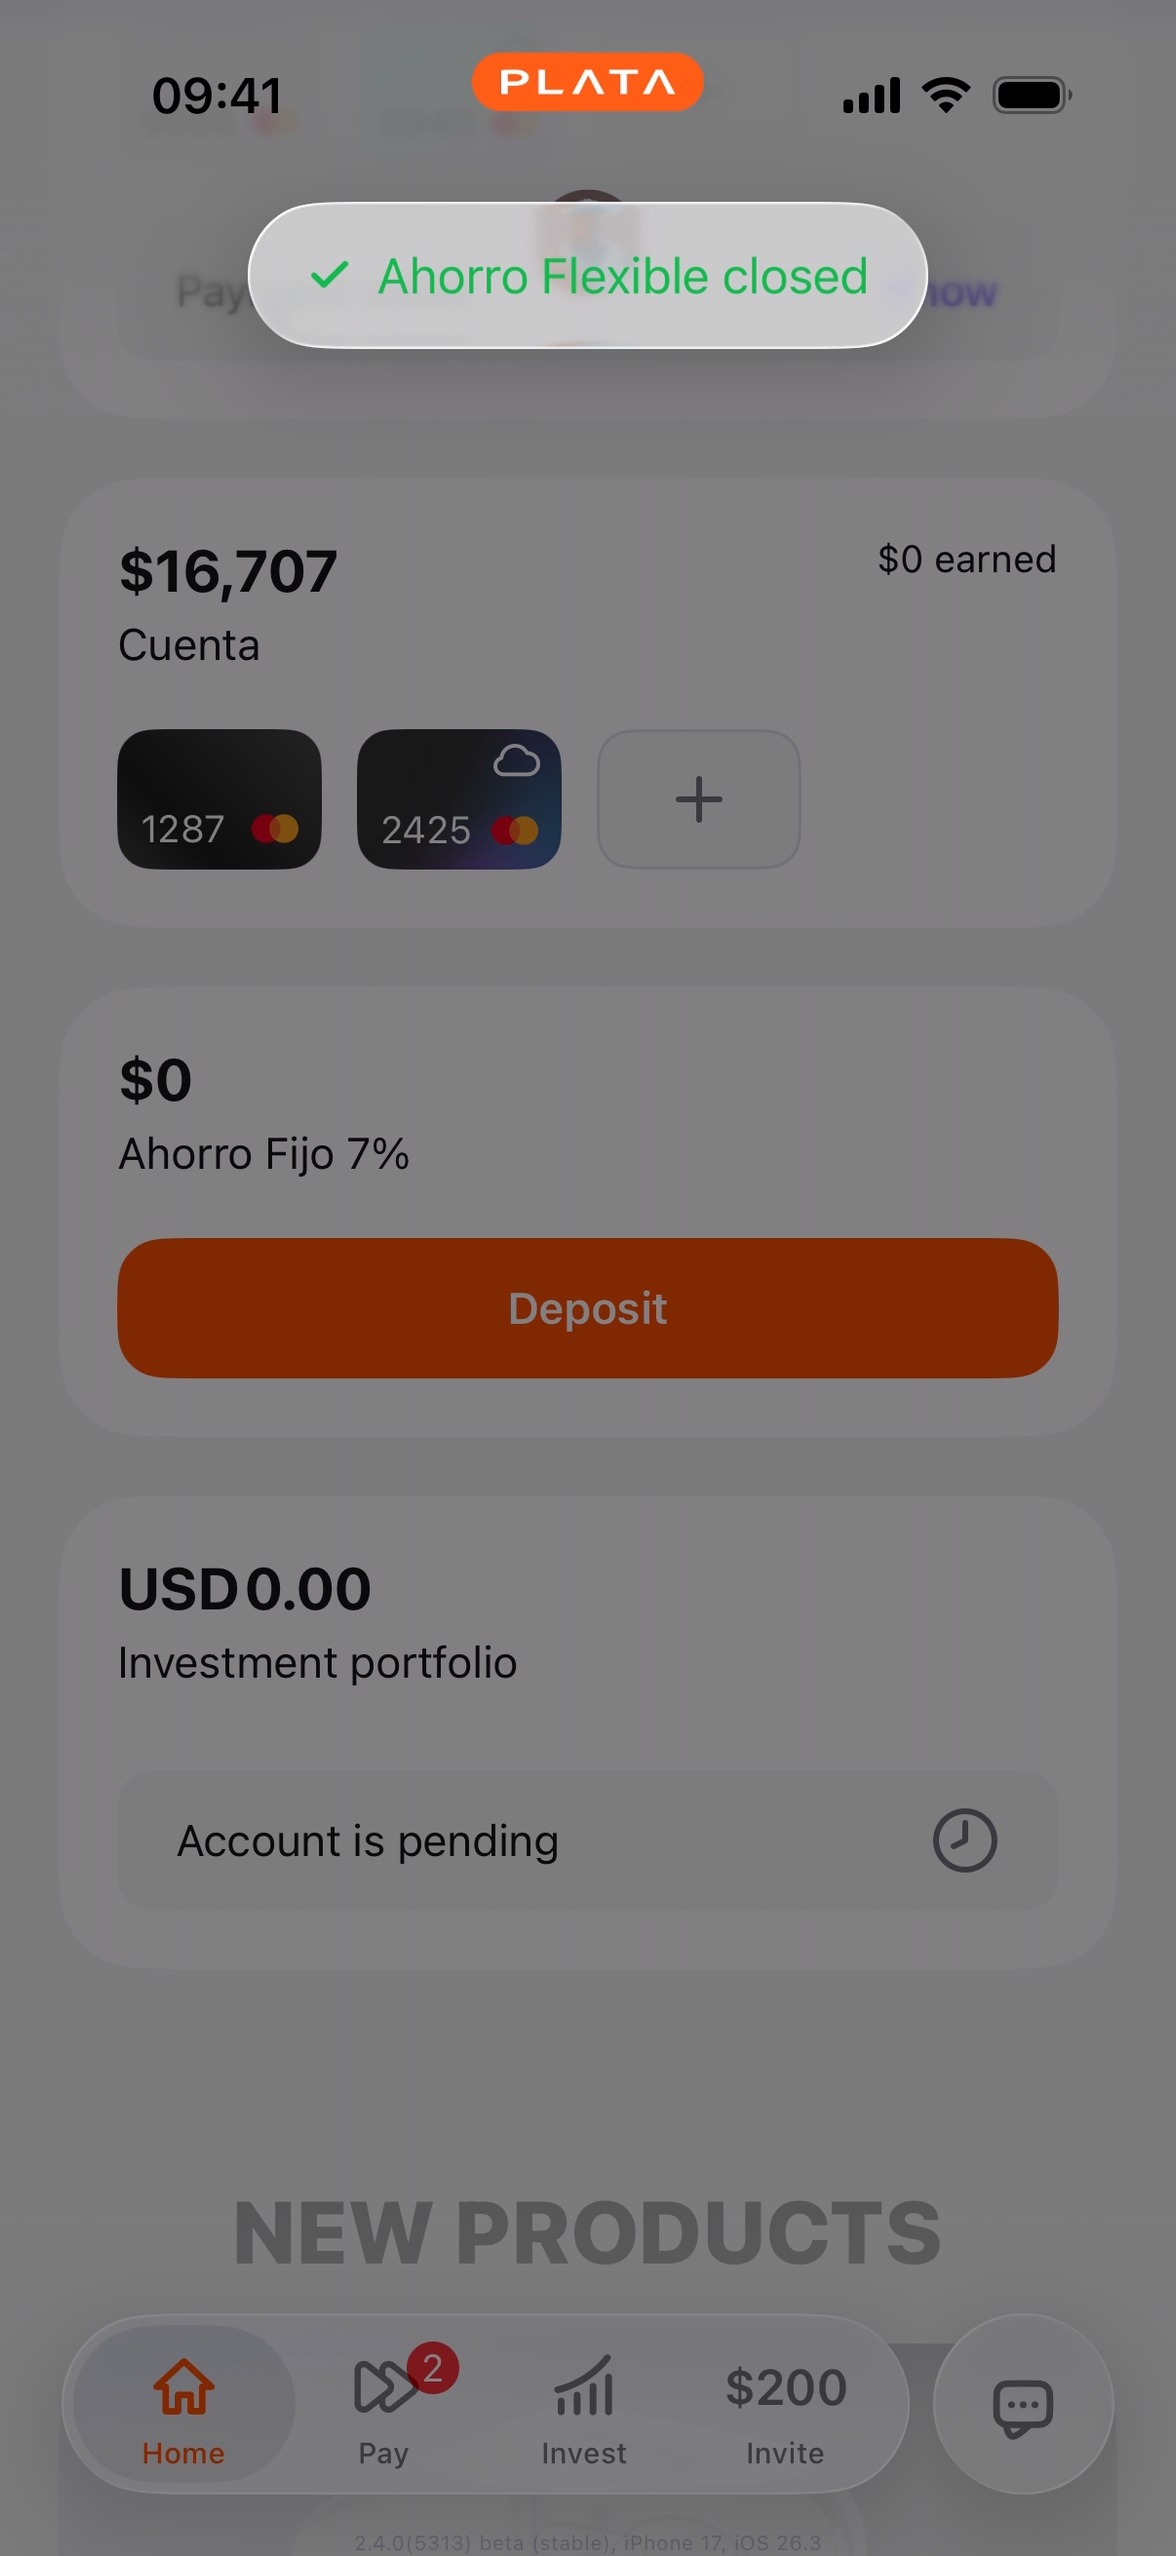 09:41
PLATA
Ahorro Flexible closed
$16,707
$0 earned
Cuenta
1287
2425
$0
Ahorro Fijo 7%
Deposit
USD 0.00
Investment portfolio
Account is pending
NEW PRODUCTS
2
$200
Home
Pay
Invest
Invite
2.4.0(5313) beta (stable), iPhone 17, iOS 26.3